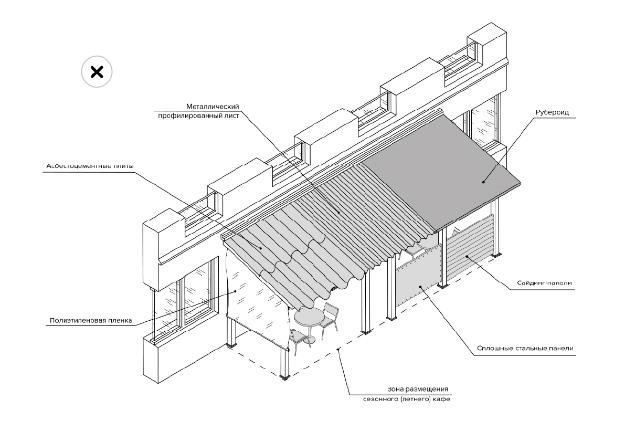 Металлический
профилированный лист
Рубероид
Асбестоцементные плиты
Сайдинг-панели
Полиэтиленовая пленка
Сплошные стальные панели
Зона размещения
сезонного (летнего) кафе